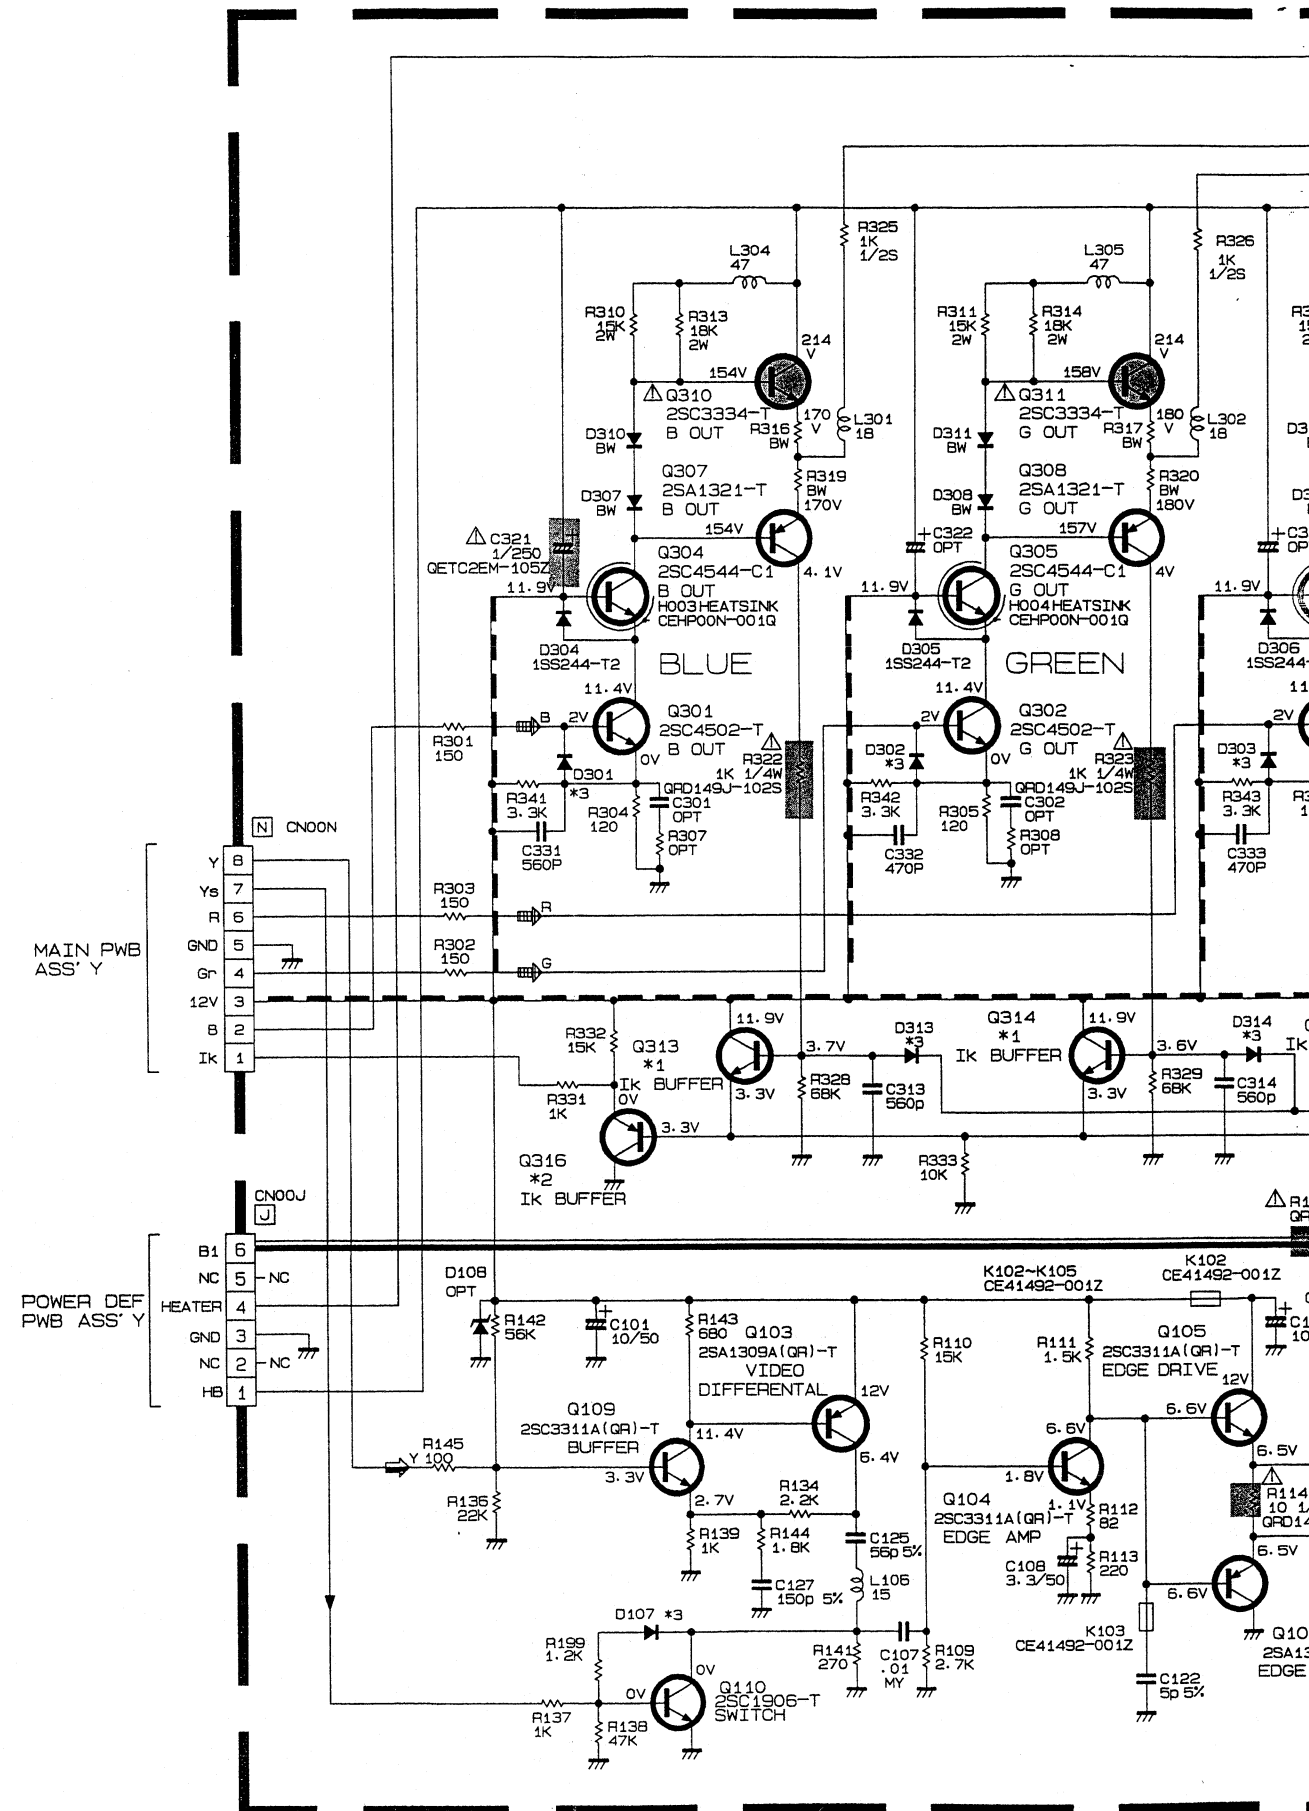 R325
1K
1/2S
R326
1K
1/2S
L304
47
L305
47
R310
15K
2W
R313
18K
2W
214
V
R311
15K
2W
R314
18K
2W
214
V
154V
⚠ Q310
2SC3334-T
B OUT
R316
BW
170
V
L301
18
158V
⚠ Q311
2SC3334-T
G OUT
R317
BW
180
V
L302
18
D310
BW
D311
BW
Q307
2SA1321-T
B OUT
R319
BW
170V
Q308
2SA1321-T
G OUT
R320
BW
180V
D307
BW
D308
BW
154V
157V
⚠ C321
1/250
QETC2EM-105Z
+
+ C322
OPT
+
11.9V
Q304
2SC4544-C1
B OUT
H003HEATSINK
CEHP00N-001Q
4.1V
11.9V
Q305
2SC4544-C1
G OUT
H004HEATSINK
CEHP00N-001Q
4V
11.9V
D304
1SS244-T2
BLUE
D305
1SS244-T2
GREEN
D306
1SS244-
11.4V
11.4V
B
2V
Q301
2SC4502-T
B OUT
2V
Q302
2SC4502-T
G OUT
2V
R301
150
0V
⚠
R322
1K 1/4W
QRD149J-102S
0V
⚠
R323
1K 1/4W
QRD149J-102S
D301
*3
D302
*3
D303
*3
R341
3.3K
R304
120
C301
OPT
R307
OPT
C331
560P
R342
3.3K
R305
120
C302
OPT
R308
OPT
C332
470P
R343
3.3K
C333
470P
N CN00N
MAIN PWB
ASS'Y
Y 8
Ys 7
R 6
GND 5
Gr 4
12V 3
B 2
Ik 1
R303
150
R
R302
150
G
R332
15K
Q313
*1
IK BUFFER
11.9V
3.7V
3.3V
D313
*3
Q314
*1
IK BUFFER
11.9V
3.6V
3.3V
D314
*3
R331
1K
0V
R328
68K
C313
560p
R329
68K
C314
560p
3.3V
Q316
*2
IK BUFFER
R333
10K
CN00J
J
POWER DEF
PWB ASS'Y
B1 6
NC 5 NC
HEATER 4
GND 3
NC 2 NC
HB 1
K102~K105
CE41492-001Z
K102
CE41492-001Z
D108
OPT
R142
56K
+
C101
10/50
R143
680
Q103
2SA1309A(QR)-T
VIDEO
DIFFERENTAL
R110
15K
R111
1.5K
Q105
2SC3311A(QR)-T
EDGE DRIVE
+
12V
12V
Q109
2SC3311A(QR)-T
BUFFER
11.4V
6.4V
6.6V
6.6V
6.5V
Y
R145
100
3.3V
2.7V
1.8V
1.1V
R136
22K
R134
2.2K
Q104
2SC3311A(QR)-T
EDGE AMP
R112
82
⚠
R114
R139
1K
R144
1.8K
C125
56p 5%
C127
150p 5%
L106
15
C108
3.3/50
+
R113
220
6.5V
6.6V
D107 *3
R199
1.2K
R141
270
C107
.01
MY
R109
2.7K
K103
CE41492-001Z
C122
5p 5%
EDGE
R137
1K
0V
0V
R138
47K
Q110
2SC1906-T
SWITCH